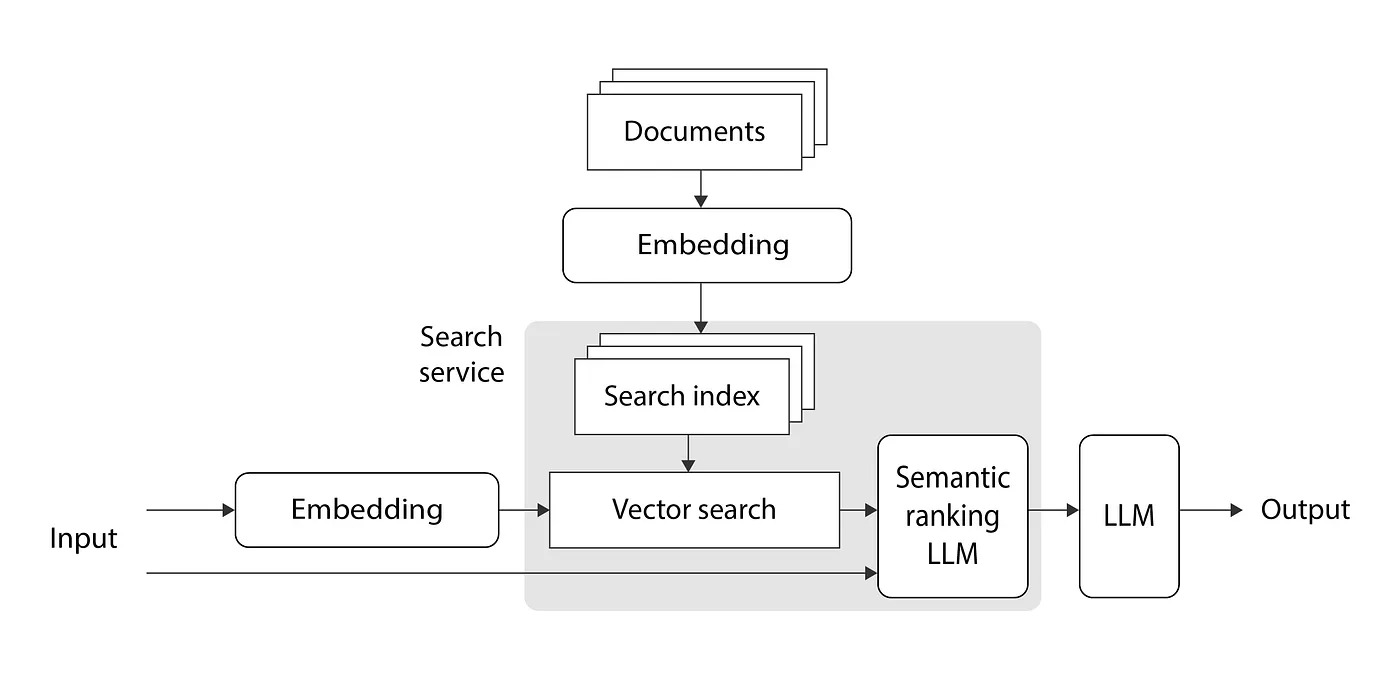 Documents
Embedding
Search
service
Search index
Input
Embedding
Vector search
Semantic
ranking
LLM
LLM
Output